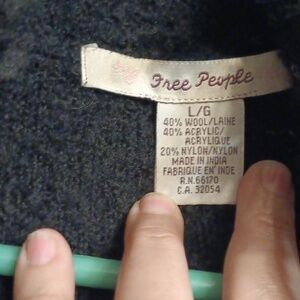 Free People
L/G
40% WOOL/LAINE
40% ACRYLIC/
ACRYLIQUE
20% NYLON/NYLON
MADE IN INDIA
FABRIQUE EN INDE
R.N. 66170
C.A. 32054